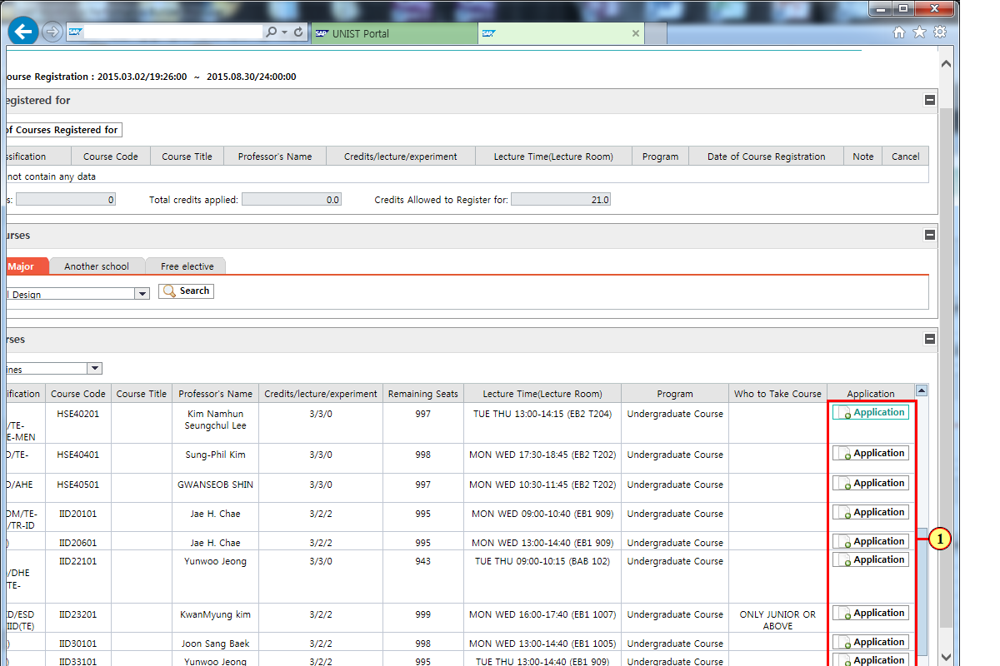 SAP
SAP UNIST Portal
SAP
ourse Registration : 2015.03.02/19:26:00 ~ 2015.08.30/24:00:00
egistered for
of Courses Registered for
ssification Course Code Course Title Professor's Name Credits/lecture/experiment Lecture Time(Lecture Room) Program Date of Course Registration Note Cancel
not contain any data
s: 0 Total credits applied: 0.0 Credits Allowed to Register for: 21.0
urses
Major Another school Free elective
l Design Search
rses
ines
ification Course Code Course Title Professor's Name Credits/lecture/experiment Remaining Seats Lecture Time(Lecture Room) Program Who to Take Course Application
HSE40201 Kim Namhun 3/3/0 997 TUE THU 13:00-14:15 (EB2 T204) Undergraduate Course Application
/TE- Seungchul Lee
E-MEN
D/TE- HSE40401 Sung-Phil Kim 3/3/0 998 MON WED 17:30-18:45 (EB2 T202) Undergraduate Course Application
D/AHE HSE40501 GWANSEOB SHIN 3/3/0 997 MON WED 10:30-11:45 (EB2 T202) Undergraduate Course Application
DM/TE- IID20101 Jae H. Chae 3/2/2 995 MON WED 09:00-10:40 (EB1 909) Undergraduate Course Application
/TR-ID
) IID20601 Jae H. Chae 3/2/2 995 MON WED 13:00-14:40 (EB1 909) Undergraduate Course Application
1
IID22101 Yunwoo Jeong 3/3/0 943 TUE THU 09:00-10:15 (BAB 102) Undergraduate Course Application
/DHE
TE-
D/ESD IID23201 KwanMyung kim 3/2/2 999 MON WED 16:00-17:40 (EB1 1007) Undergraduate Course ONLY JUNIOR OR Application
IID(TE) ABOVE
) IID30101 Joon Sang Baek 3/2/2 998 MON WED 13:00-14:40 (EB1 1005) Undergraduate Course Application
) IID33101 Yunwoo Jeong 3/2/2 995 TUE THU 13:00-14:40 (EB1 909) Undergraduate Course Application